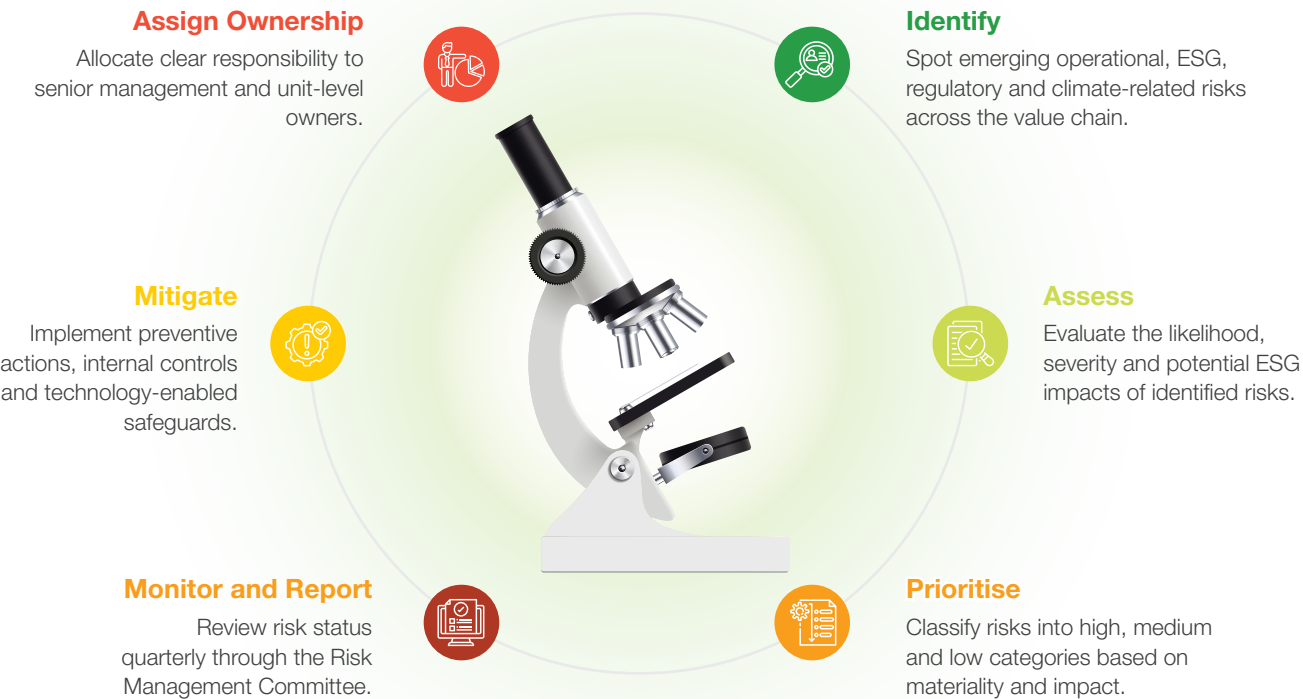 Assign Ownership
Allocate clear responsibility to
senior management and unit-level
owners.
Identify
Spot emerging operational, ESG,
regulatory and climate-related risks
across the value chain.
Mitigate
Implement preventive
actions, internal controls
and technology-enabled
safeguards.
Assess
Evaluate the likelihood,
severity and potential ESG
impacts of identified risks.
Monitor and Report
Review risk status
quarterly through the Risk
Management Committee.
Prioritise
Classify risks into high, medium
and low categories based on
materiality and impact.